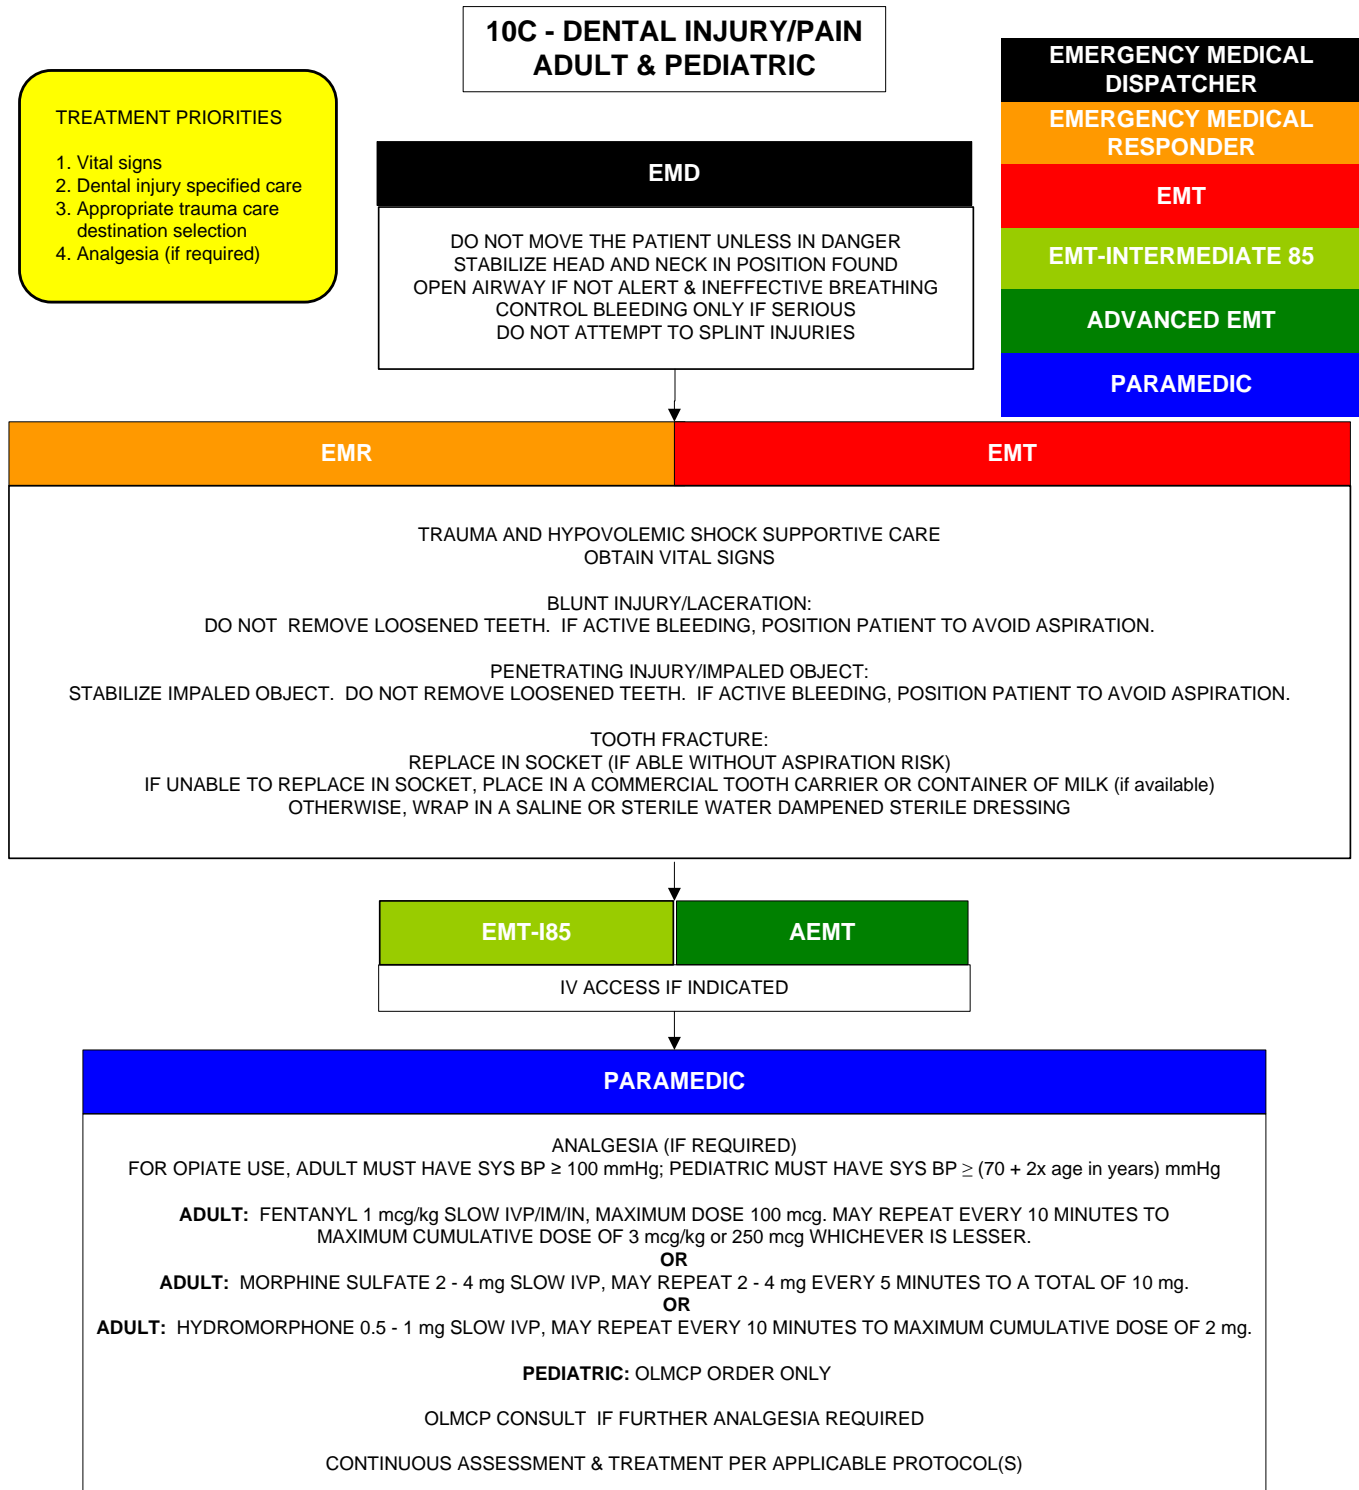 10C - DENTAL INJURY/PAIN
ADULT & PEDIATRIC
TREATMENT PRIORITIES
1. Vital signs
2. Dental injury specified care
3. Appropriate trauma care
destination selection
4. Analgesia (if required)
EMERGENCY MEDICAL
DISPATCHER
EMERGENCY MEDICAL
RESPONDER
EMT
EMT-INTERMEDIATE 85
ADVANCED EMT
PARAMEDIC
EMD
DO NOT MOVE THE PATIENT UNLESS IN DANGER
STABILIZE HEAD AND NECK IN POSITION FOUND
OPEN AIRWAY IF NOT ALERT & INEFFECTIVE BREATHING
CONTROL BLEEDING ONLY IF SERIOUS
DO NOT ATTEMPT TO SPLINT INJURIES
EMR
EMT
TRAUMA AND HYPOVOLEMIC SHOCK SUPPORTIVE CARE
OBTAIN VITAL SIGNS
BLUNT INJURY/LACERATION:
DO NOT  REMOVE LOOSENED TEETH.  IF ACTIVE BLEEDING, POSITION PATIENT TO AVOID ASPIRATION.
PENETRATING INJURY/IMPALED OBJECT:
STABILIZE IMPALED OBJECT.  DO NOT REMOVE LOOSENED TEETH.  IF ACTIVE BLEEDING, POSITION PATIENT TO AVOID ASPIRATION.
TOOTH FRACTURE:
REPLACE IN SOCKET (IF ABLE WITHOUT ASPIRATION RISK)
IF UNABLE TO REPLACE IN SOCKET, PLACE IN A COMMERCIAL TOOTH CARRIER OR CONTAINER OF MILK (if available)
OTHERWISE, WRAP IN A SALINE OR STERILE WATER DAMPENED STERILE DRESSING
EMT-I85
AEMT
IV ACCESS IF INDICATED
PARAMEDIC
ANALGESIA (IF REQUIRED)
FOR OPIATE USE, ADULT MUST HAVE SYS BP ≥ 100 mmHg; PEDIATRIC MUST HAVE SYS BP ≥ (70 + 2x age in years) mmHg
ADULT:  FENTANYL 1 mcg/kg SLOW IVP/IM/IN, MAXIMUM DOSE 100 mcg. MAY REPEAT EVERY 10 MINUTES TO
MAXIMUM CUMULATIVE DOSE OF 3 mcg/kg or 250 mcg WHICHEVER IS LESSER.
OR
ADULT:  MORPHINE SULFATE 2 - 4 mg SLOW IVP, MAY REPEAT 2 - 4 mg EVERY 5 MINUTES TO A TOTAL OF 10 mg.
OR
ADULT:  HYDROMORPHONE 0.5 - 1 mg SLOW IVP, MAY REPEAT EVERY 10 MINUTES TO MAXIMUM CUMULATIVE DOSE OF 2 mg.
PEDIATRIC: OLMCP ORDER ONLY
OLMCP CONSULT  IF FURTHER ANALGESIA REQUIRED
CONTINUOUS ASSESSMENT & TREATMENT PER APPLICABLE PROTOCOL(S)